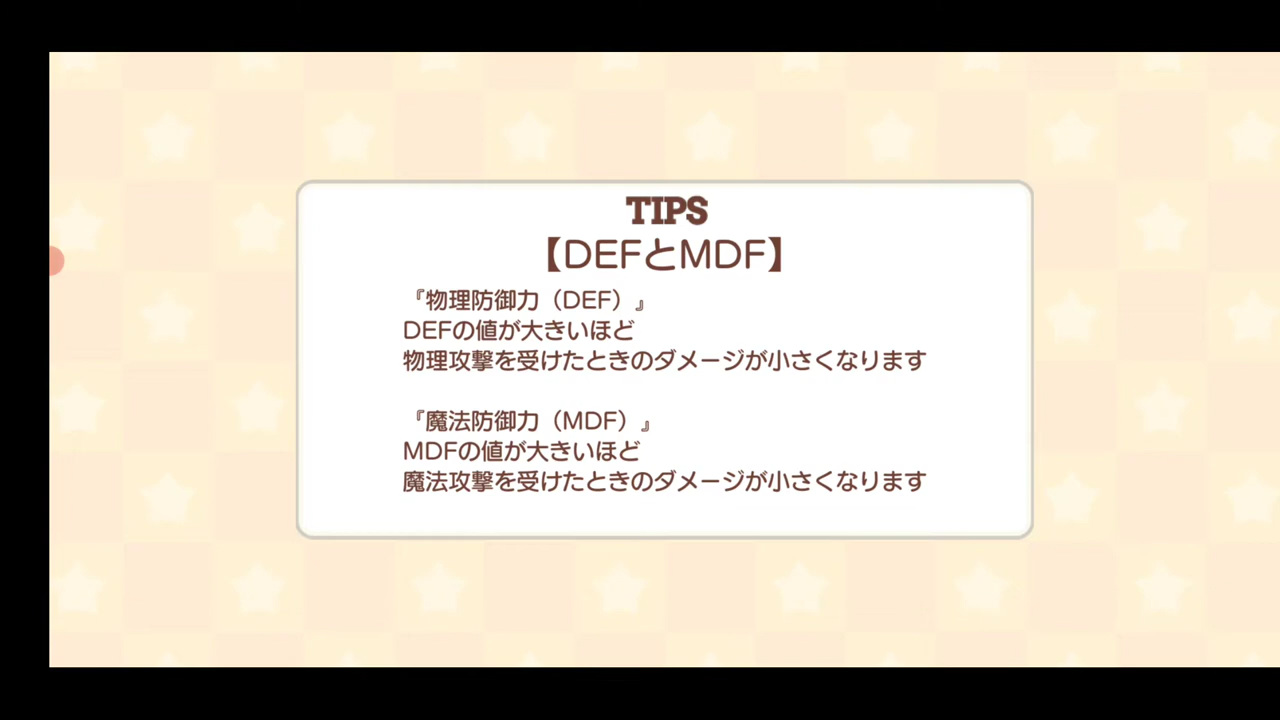 TIPS
【DEFとMDF】
『物理防御力（DEF）』
DEFの値が大きいほど
物理攻撃を受けたときのダメージが小さくなります
『魔法防御力（MDF）』
MDFの値が大きいほど
魔法攻撃を受けたときのダメージが小さくなります